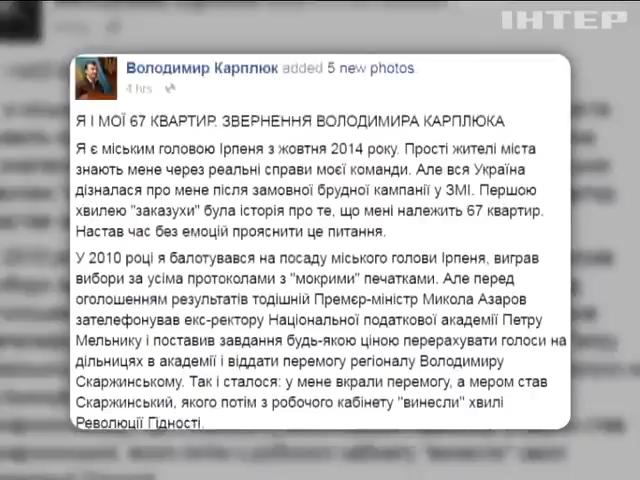 ІНТЕР
Володимир Карплюк added 5 new photos.
4 hrs
Я І МОЇ 67 КВАРТИР. ЗВЕРНЕННЯ ВОЛОДИМИРА КАРПЛЮКА
Я є міським головою Ірпеня з жовтня 2014 року. Прості жителі міста
знають мене через реальні справи моєї команди. Але вся Україна
дізналася про мене після замовної брудної кампанії у ЗМІ. Першою
хвилею "заказухи" була історія про те, що мені належить 67 квартир.
Настав час без емоцій прояснити це питання.
У 2010 році я балотувався на посаду міського голови Ірпеня, виграв
вибори за усіма протоколами з "мокрими" печатками. Але перед
оголошенням результатів тодішній Премєр-міністр Микола Азаров
зателефонував екс-ректору Національної податкової академії Петру
Мельнику і поставив завдання будь-якою ціною перерахувати голоси на
дільницях в академії і віддати перемогу регіоналу Володимиру
Скаржинському. Так і сталося: у мене вкрали перемогу, а мером став
Скаржинський, якого потім з робочого кабінету "винесли" хвилі
Революції Гідності.